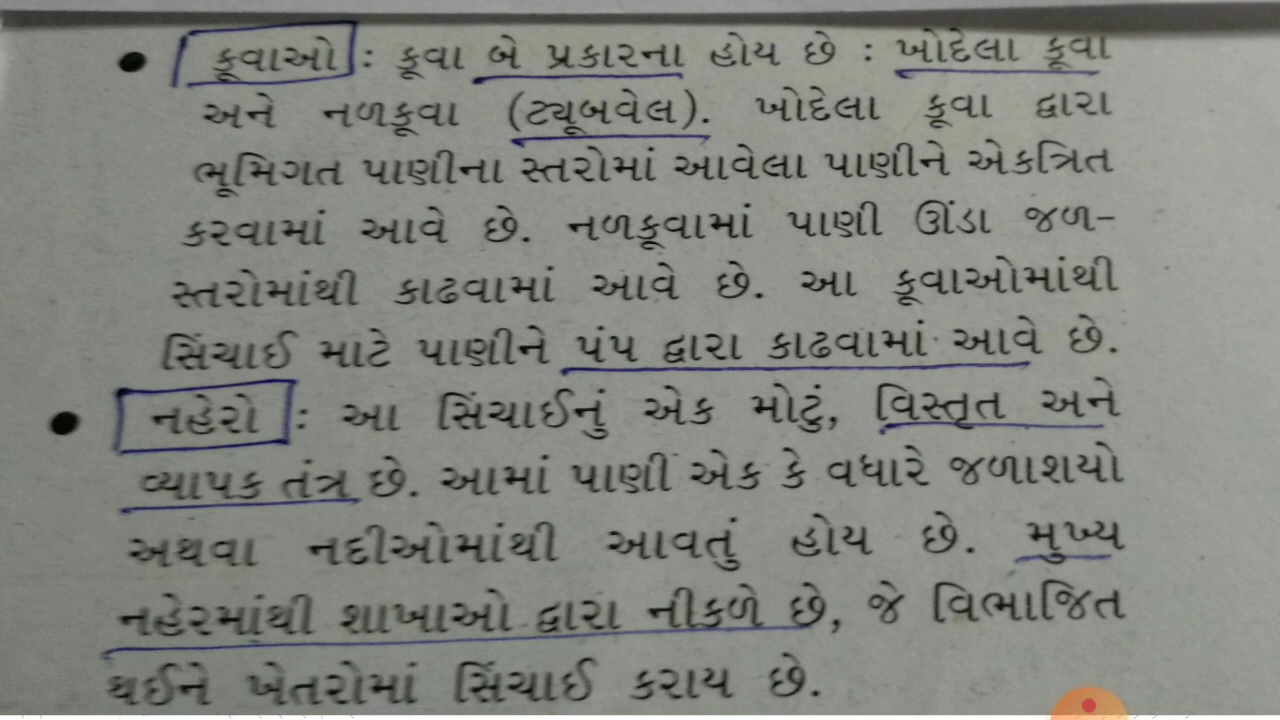 • કૂવાઓ : કૂવા બે પ્રકારના હોય છે : ખોદેલા કૂવા
અને નળકૂવા (ટ્યૂબવેલ). ખોદેલા કૂવા દ્વારા
ભૂમિગત પાણીના સ્તરોમાં આવેલા પાણીને એકત્રિત
કરવામાં આવે છે. નળકૂવામાં પાણી ઊંડા જળ-
સ્તરોમાંથી કાઢવામાં આવે છે. આ કૂવાઓમાંથી
સિંચાઈ માટે પાણીને પંપ દ્વારા કાઢવામાં આવે છે.
• નહેરો : આ સિંચાઈનું એક મોટું, વિસ્તૃત અને
વ્યાપક તંત્ર છે. આમાં પાણી એક કે વધારે જળાશયો
અથવા નદીઓમાંથી આવતું હોય છે. મુખ્ય
નહેરમાંથી શાખાઓ દ્વારા નીકળે છે, જે વિભાજિત
થઈને ખેતરોમાં સિંચાઈ કરાય છે.